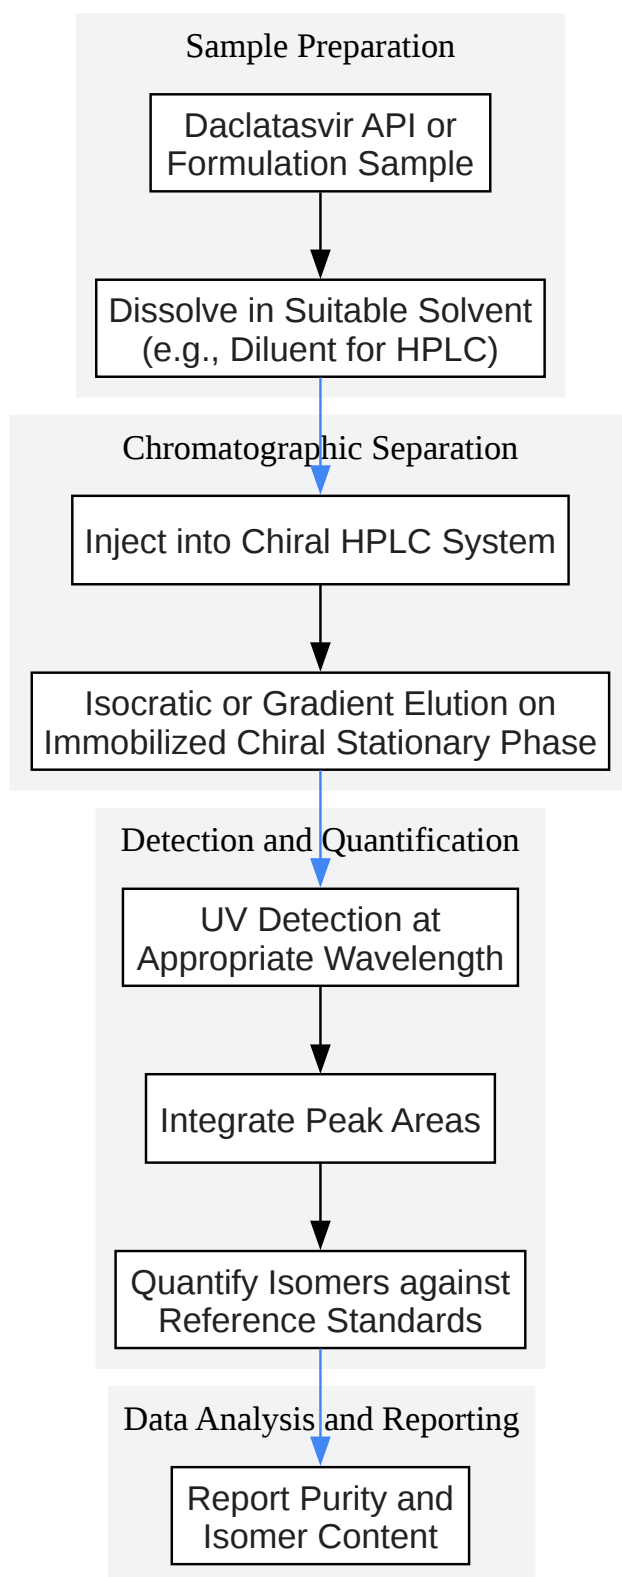 Sample Preparation
Daclatasvir API or
Formulation Sample
Dissolve in Suitable Solvent
(e.g., Diluent for HPLC)
Chromatographic Separation
Inject into Chiral HPLC System
Isocratic or Gradient Elution on
Immobilized Chiral Stationary Phase
Detection and Quantification
UV Detection at
Appropriate Wavelength
Integrate Peak Areas
Quantify Isomers against
Reference Standards
Data Analysis and Reporting
Report Purity and
Isomer Content